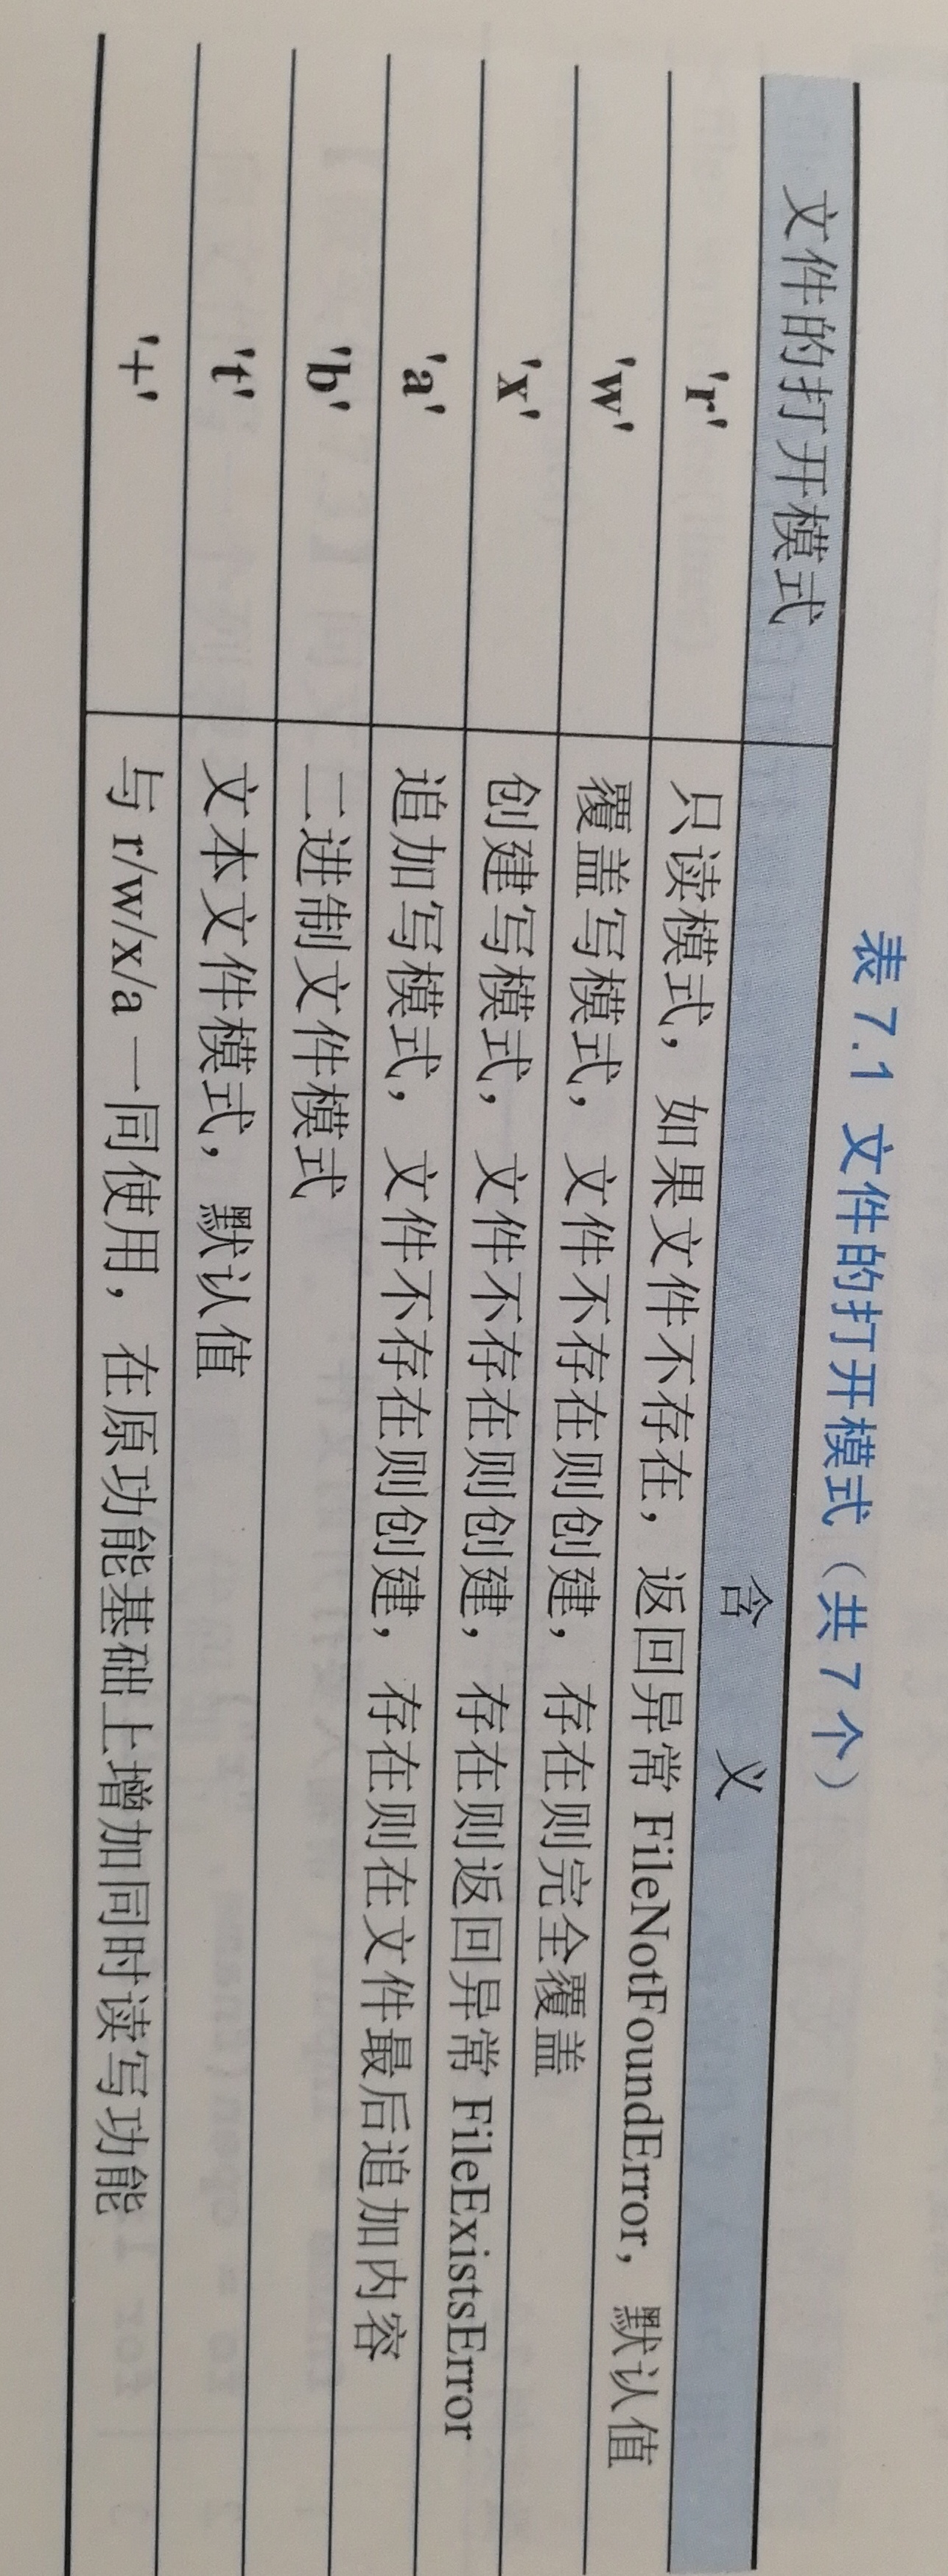 表 7.1 文件的打开模式（共 7 个）
文件的打开模式 含 义
'r' 只读模式，如果文件不存在，返回异常 FileNotFoundError，默认值
'w' 覆盖写模式，文件不存在则创建，存在则完全覆盖
'x' 创建写模式，文件不存在则创建，存在则返回异常 FileExistsError
'a' 追加写模式，文件不存在则创建，存在则在文件最后追加内容
'b' 二进制文件模式
't' 文本文件模式，默认值
'+' 与 r/w/x/a 一同使用，在原功能基础上增加同时读写功能